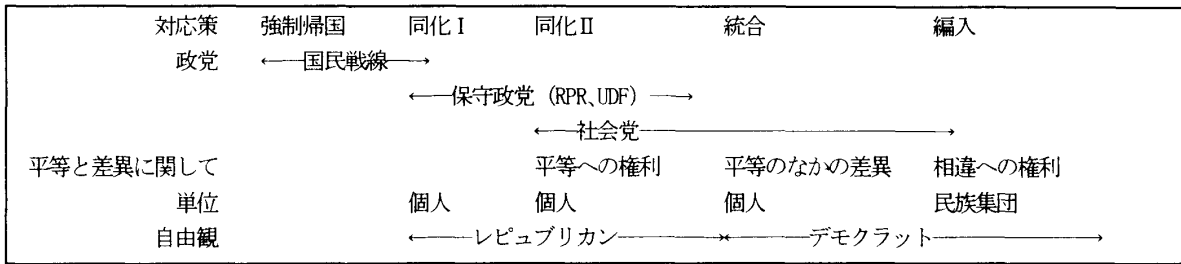 対応策 強制帰国 同化Ⅰ 同化Ⅱ 統合 編入
政党 ←──国民戦線──→
←──保守政党 (RPR、UDF) ──→
←──社会党──────────→
平等と差異に関して 平等への権利 平等のなかの差異 相違への権利
単位 個人 個人 個人 民族集団
自由観 ←───レピュブリカン─────→←────デモクラット──────→